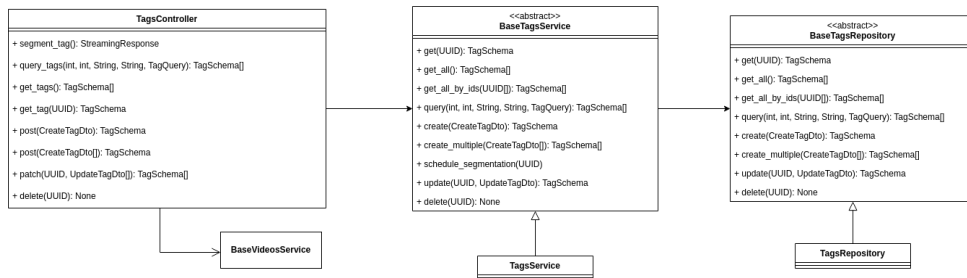 TagsController
+ segment_tag(): StreamingResponse
+ query_tags(int, int, String, String, TagQuery): TagSchema[]
+ get_tags(): TagSchema[]
+ get_tag(UUID): TagSchema
+ post(CreateTagDto): TagSchema
+ post(CreateTagDto[]): TagSchema
+ patch(UUID, UpdateTagDto[]): TagSchema[]
+ delete(UUID): None
BaseVideosService
<<abstract>>
BaseTagsService
+ get(UUID): TagSchema
+ get_all(): TagSchema[]
+ get_all_by_ids(UUID[]): TagSchema[]
+ query(int, int, String, String, TagQuery): TagSchema[]
+ create(CreateTagDto): TagSchema
+ create_multiple(CreateTagDto[]): TagSchema[]
+ schedule_segmentation(UUID)
+ update(UUID, UpdateTagDto): TagSchema
+ delete(UUID): None
TagsService
<<abstract>>
BaseTagsRepository
+ get(UUID): TagSchema
+ get_all(): TagSchema[]
+ get_all_by_ids(UUID[]): TagSchema[]
+ query(int, int, String, String, TagQuery): TagSchema[]
+ create(CreateTagDto): TagSchema
+ create_multiple(CreateTagDto[]): TagSchema[]
+ update(UUID, UpdateTagDto): TagSchema
+ delete(UUID): None
TagsRepository